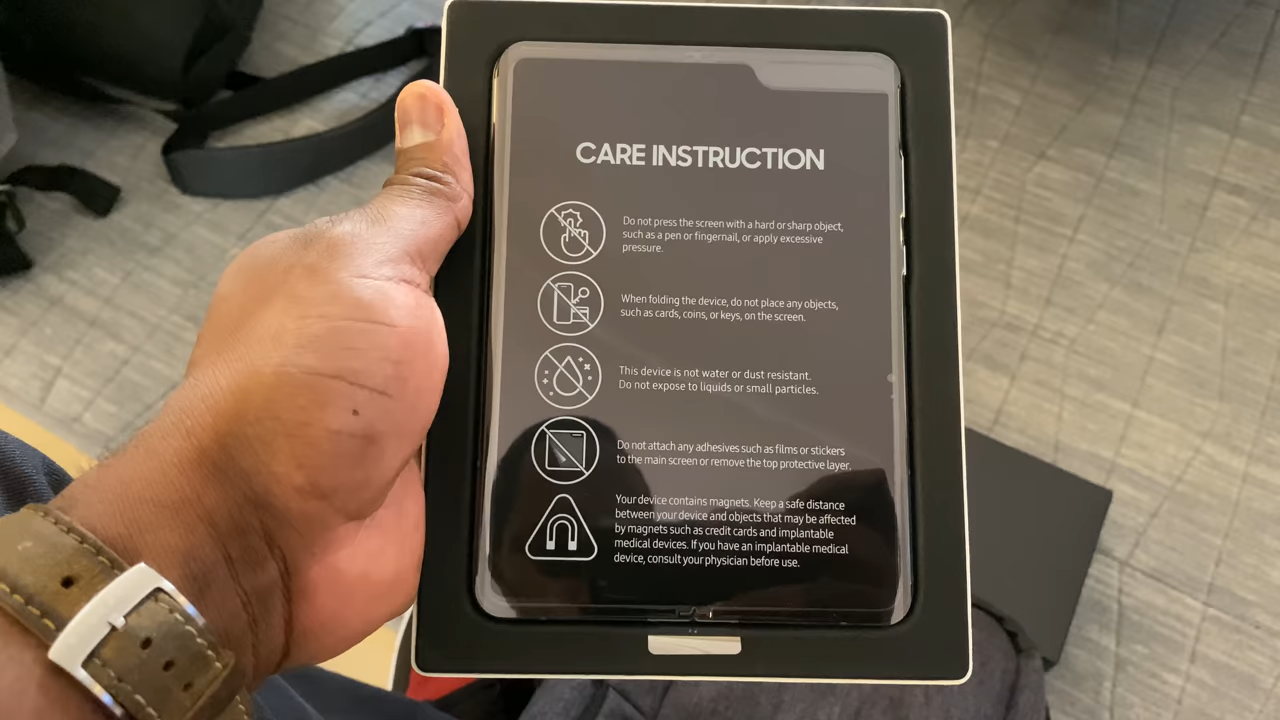 CARE INSTRUCTION
Do not press the screen with a hard or sharp object,
such as a pen or fingernail, or apply excessive
pressure.
When folding the device, do not place any objects,
such as cards, coins, or keys, on the screen.
This device is not water or dust resistant.
Do not expose to liquids or small particles.
Do not attach any adhesives such as films or stickers
to the main screen or remove the top protective layer.
Your device contains magnets. Keep a safe distance
between your device and objects that may be affected
by magnets such as credit cards and implantable
medical devices. If you have an implantable medical
device, consult your physician before use.